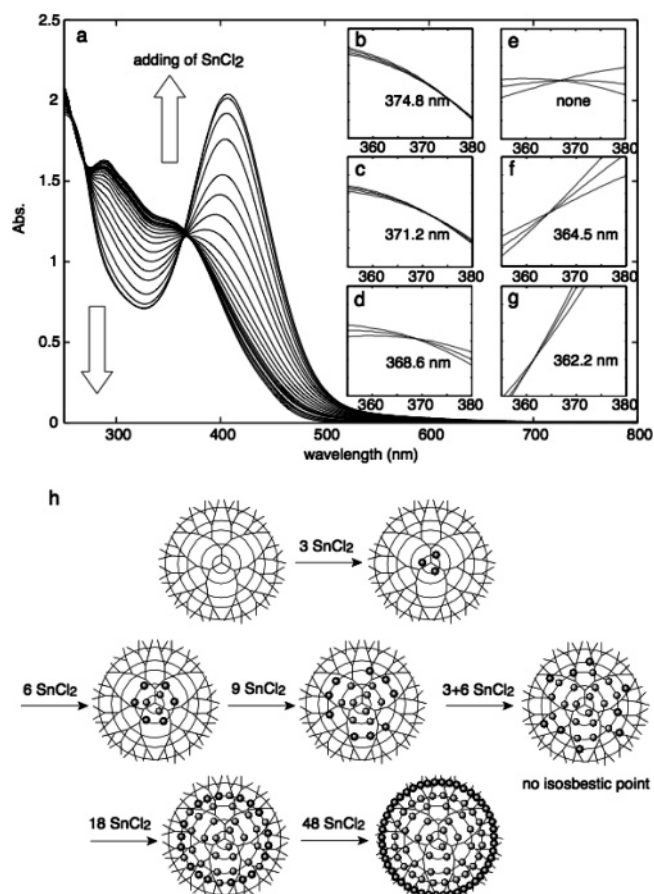 a
adding of SnCl2
2.5
2
1.5
1
0.5
0
Abs.
300 400 500 600 700 800
wavelength (nm)
b
374.8 nm
360 370 380
c
371.2 nm
360 370 380
d
368.6 nm
360 370 380
e
none
360 370 380
f
364.5 nm
360 370 380
g
362.2 nm
360 370 380
h
3 SnCl2
6 SnCl2
9 SnCl2
3+6 SnCl2
no isosbestic point
18 SnCl2
48 SnCl2